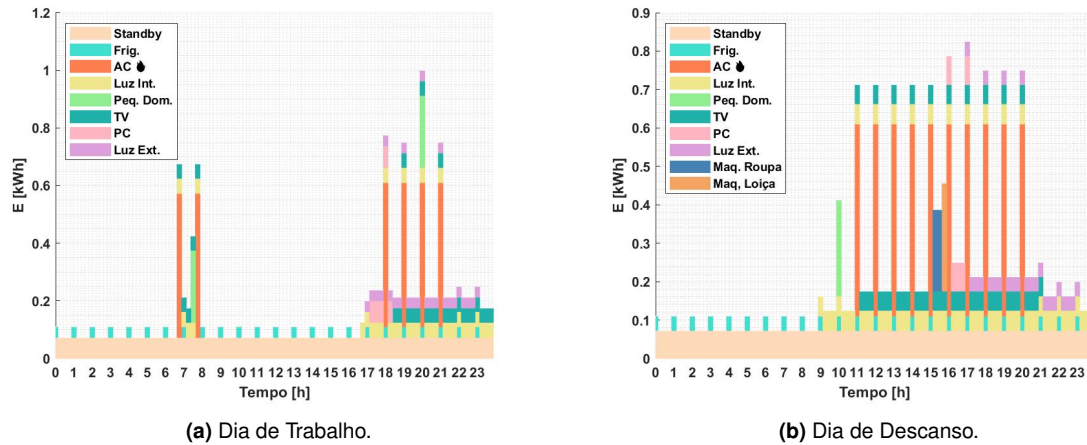 1.2
1
0.8
0.6
0.4
0.2
0
E [kWh]
Standby
Frig.
AC
Luz Int.
Peq. Dom.
TV
PC
Luz Ext.
0 1 2 3 4 5 6 7 8 9 10 11 12 13 14 15 16 17 18 19 20 21 22 23
Tempo [h]
(a) Dia de Trabalho.
0.9
0.8
0.7
0.6
0.5
0.4
0.3
0.2
0.1
0
E [kWh]
Standby
Frig.
AC
Luz Int.
Peq. Dom.
TV
PC
Luz Ext.
Maq. Roupa
Maq, Loiça
0 1 2 3 4 5 6 7 8 9 10 11 12 13 14 15 16 17 18 19 20 21 22 23
Tempo [h]
(b) Dia de Descanso.